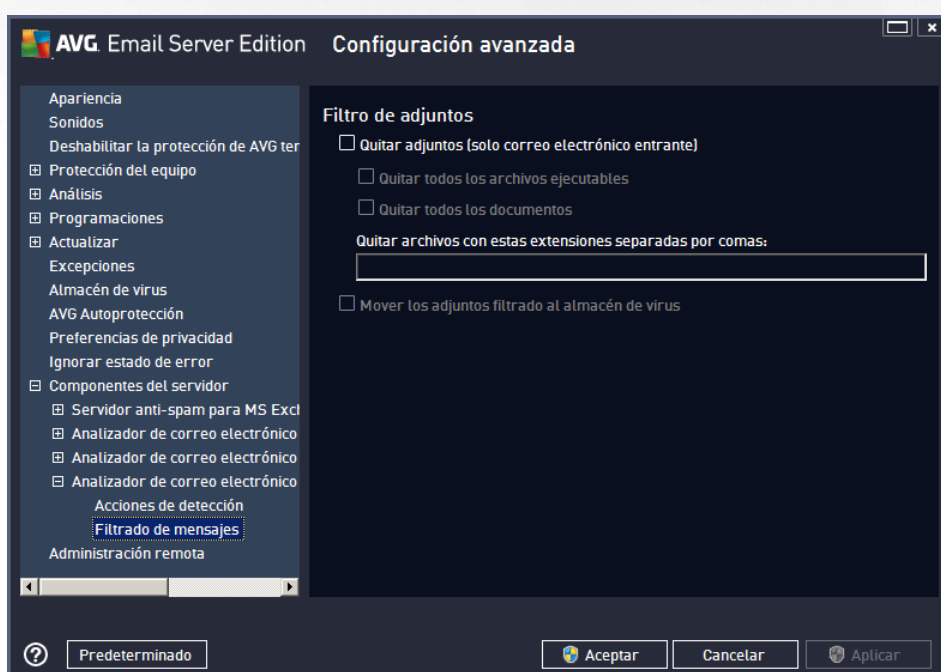 AVG. Email Server Edition Configuración avanzada
Apariencia
Sonidos
Deshabilitar la protección de AVG ter
Protección del equipo
Análisis
Programaciones
Actualizar
Excepciones
Almacén de virus
AVG Autoprotección
Preferencias de privacidad
Ignorar estado de error
Componentes del servidor
Servidor anti-spam para MS Excl
Analizador de correo electrónico
Analizador de correo electrónico
Analizador de correo electrónico
Acciones de detección
Filtrado de mensajes
Administración remota
Filtro de adjuntos
Quitar adjuntos (solo correo electrónico entrante)
Quitar todos los archivos ejecutables
Quitar todos los documentos
Quitar archivos con estas extensiones separadas por comas:
Mover los adjuntos filtrado al almacén de virus
Predeterminado
Aceptar
Cancelar
Aplicar